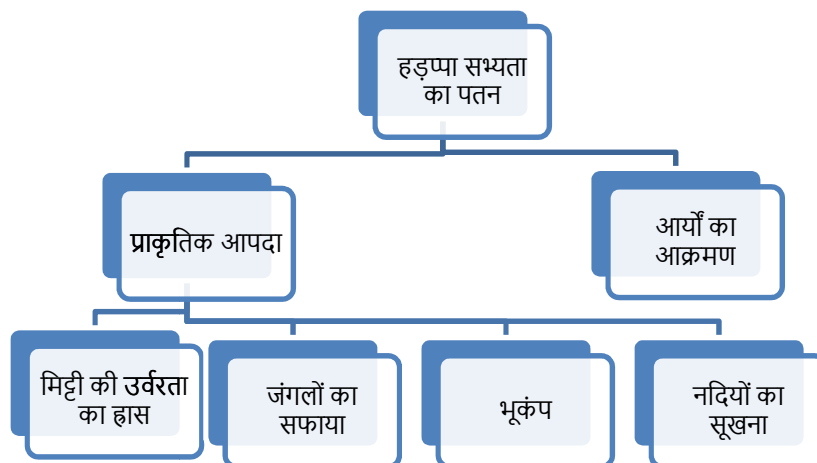 हड़प्पा सभ्यता
का पतन
प्राकृतिक आपदा
आर्यों का
आक्रमण
मिट्टी की उर्वरता
का ह्रास
जंगलों का
सफाया
भूकंप
नदियों का
सूखना